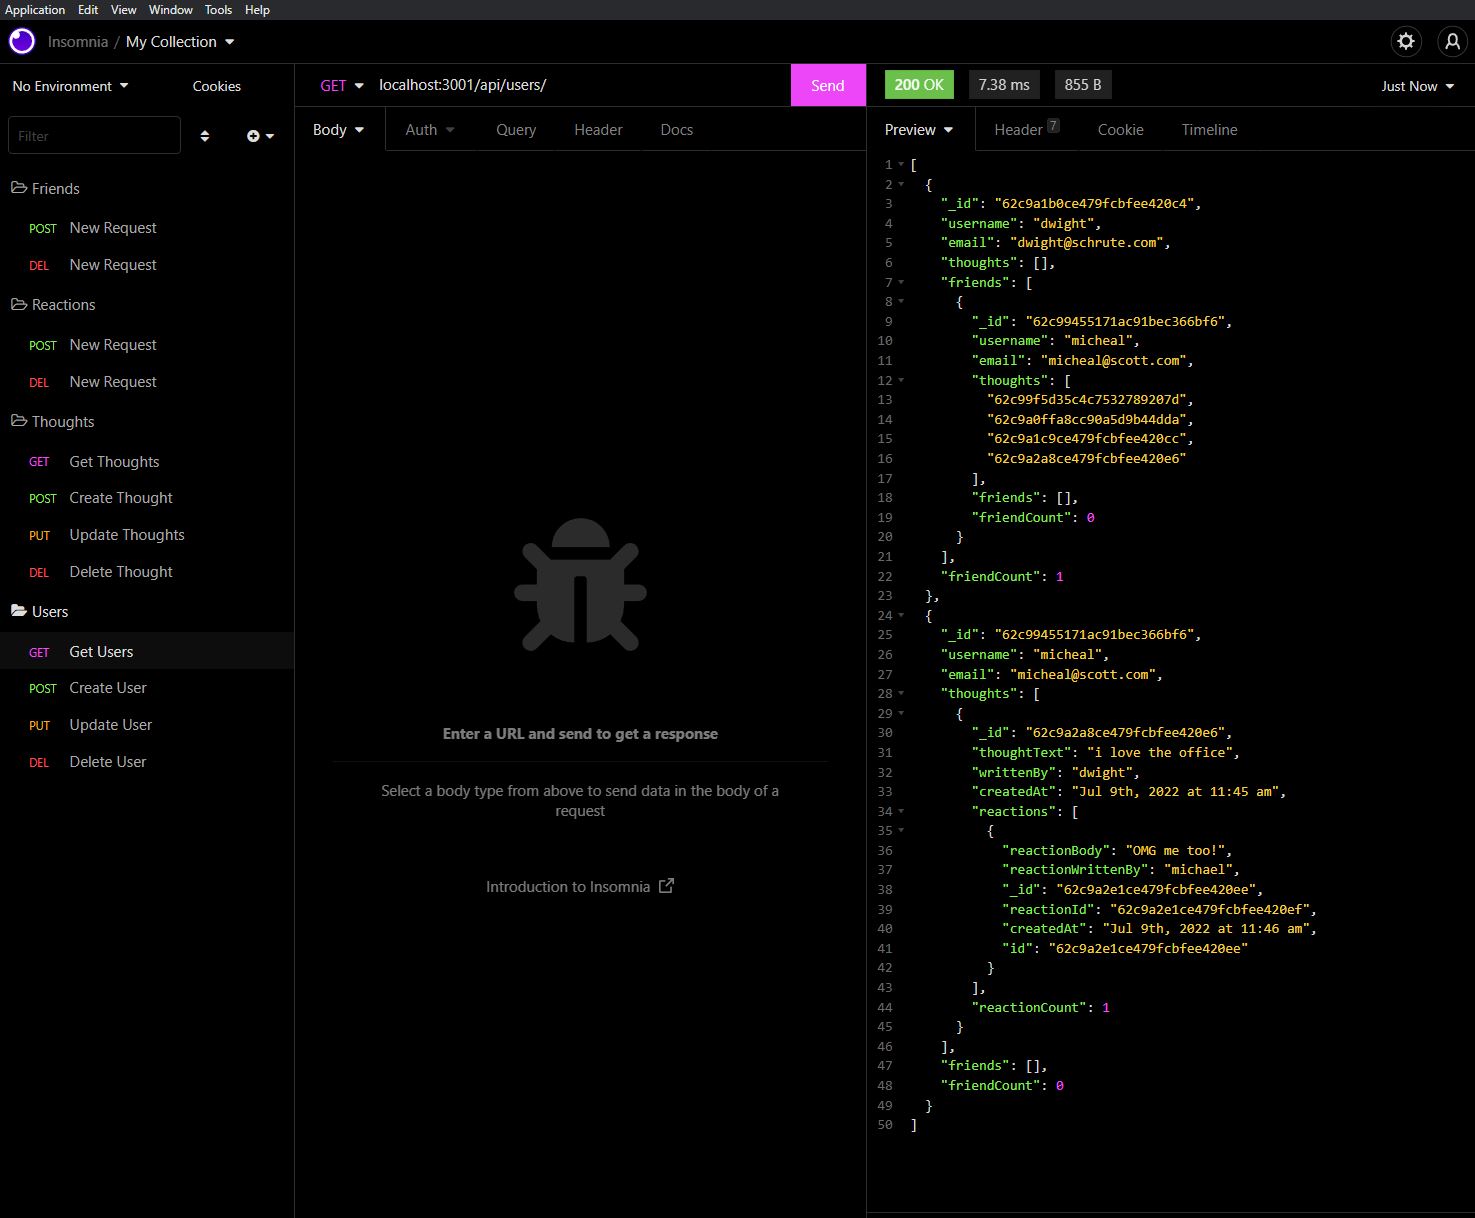 Application Edit View Window Tools Help
Insomnia / My Collection
No Environment Cookies
Filter
Friends
POST New Request
DEL New Request
Reactions
POST New Request
DEL New Request
Thoughts
GET Get Thoughts
POST Create Thought
PUT Update Thoughts
DEL Delete Thought
Users
GET Get Users
POST Create User
PUT Update User
DEL Delete User
GET localhost:3001/api/users/ Send
Body Auth Query Header Docs
Enter a URL and send to get a response
Select a body type from above to send data in the body of a
request
Introduction to Insomnia
200 OK 7.38 ms 855 B Just Now
Preview Header 7 Cookie Timeline
1 [
2 {
3 "_id": "62c9a1b0ce479fcbfee420c4",
4 "username": "dwight",
5 "email": "dwight@schrute.com",
6 "thoughts": [],
7 "friends": [
8 {
9 "_id": "62c99455171ac91bec366bf6",
10 "username": "micheal",
11 "email": "micheal@scott.com",
12 "thoughts": [
13 "62c99f5d35c4c7532789207d",
14 "62c9a0ffa8cc90a5d9b44dda",
15 "62c9a1c9ce479fcbfee420cc",
16 "62c9a2a8ce479fcbfee420e6"
17 ],
18 "friends": [],
19 "friendCount": 0
20 }
21 ],
22 "friendCount": 1
23 },
24 {
25 "_id": "62c99455171ac91bec366bf6",
26 "username": "micheal",
27 "email": "micheal@scott.com",
28 "thoughts": [
29 {
30 "_id": "62c9a2a8ce479fcbfee420e6",
31 "thoughtText": "i love the office",
32 "writtenBy": "dwight",
33 "createdAt": "Jul 9th, 2022 at 11:45 am",
34 "reactions": [
35 {
36 "reactionBody": "OMG me too!",
37 "reactionWrittenBy": "michael",
38 "_id": "62c9a2e1ce479fcbfee420ee",
39 "reactionId": "62c9a2e1ce479fcbfee420ef",
40 "createdAt": "Jul 9th, 2022 at 11:46 am",
41 "id": "62c9a2e1ce479fcbfee420ee"
42 }
43 ],
44 "reactionCount": 1
45 }
46 ],
47 "friends": [],
48 "friendCount": 0
49 }
50 ]